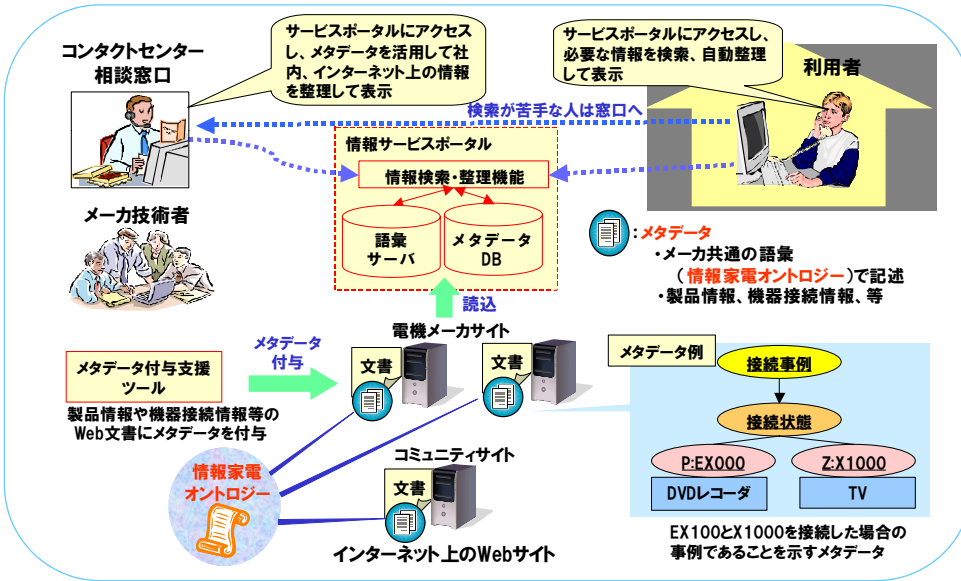 コンタクトセンター
相談窓口
サービスポータルにアクセス
し、メタデータを活用して社
内、インターネット上の情報
を整理して表示
サービスポータルにアクセスし、
必要な情報を検索、自動整理
して表示
利用者
検索が苦手な人は窓口へ
情報サービスポータル
情報検索・整理機能
語彙
サーバ
メタデータ
DB
メーカ技術者
:メタデータ
・メーカ共通の語彙
(情報家電オントロジー)で記述
・製品情報、機器接続情報、等
読込
電機メーカサイト
メタデータ
付与
メタデータ付与支援
ツール
製品情報や機器接続情報等の
Web文書にメタデータを付与
文書
文書
メタデータ例
接続事例
接続状態
P:EX000
Z:X1000
DVDレコーダ
TV
EX100とX1000を接続した場合の
事例であることを示すメタデータ
情報家電
オントロジー
コミュニティサイト
文書
インターネット上のWebサイト